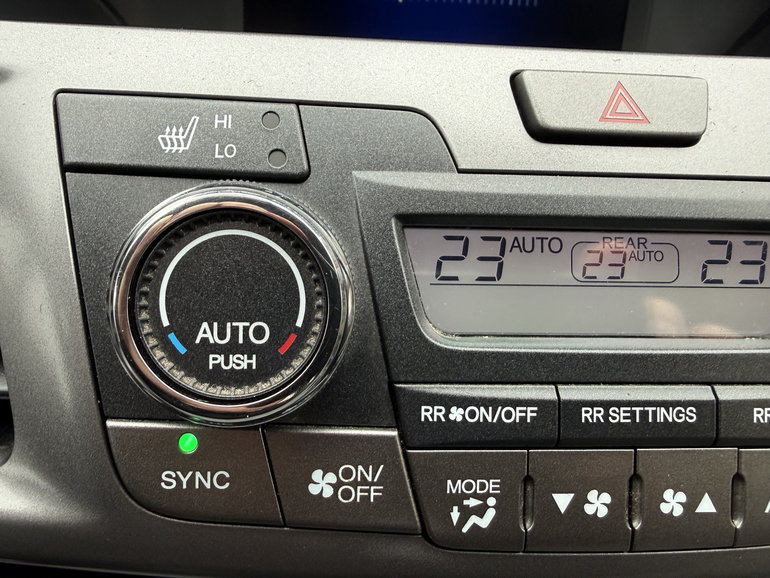 HI
LO
23 AUTO
REAR
23 AUTO
23
AUTO
PUSH
RR ON/OFF
RR SETTINGS
SYNC
ON/
OFF
MODE